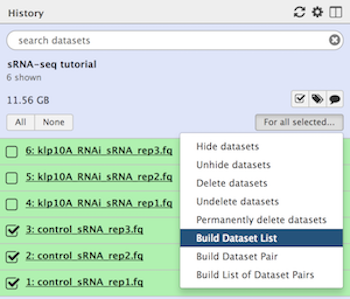 History
search datasets
sRNA-seq tutorial
6 shown
11.56 GB
All None For all selected...
6: klp10A_RNAi_sRNA_rep3.fq
5: klp10A_RNAi_sRNA_rep2.fq
4: klp10A_RNAi_sRNA_rep1.fq
3: control_sRNA_rep3.fq
2: control_sRNA_rep2.fq
1: control_sRNA_rep1.fq
Hide datasets
Unhide datasets
Delete datasets
Undelete datasets
Permanently delete datasets
Build Dataset List
Build Dataset Pair
Build List of Dataset Pairs